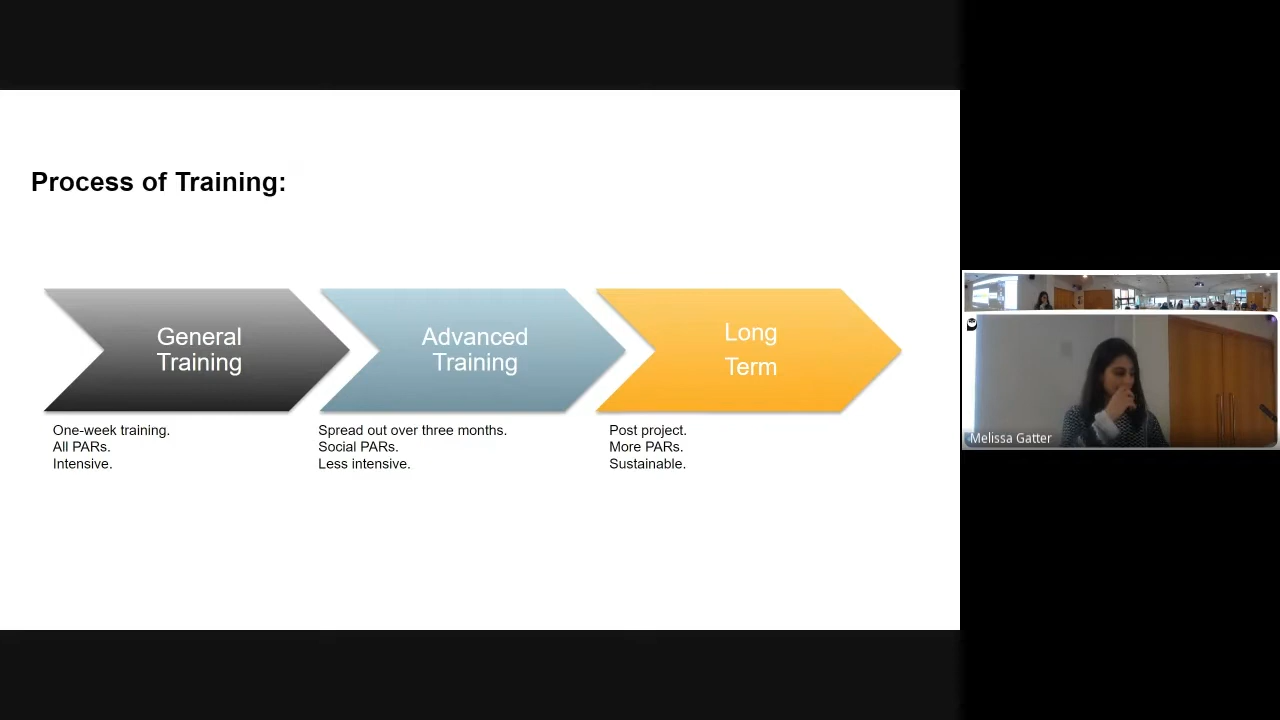 Process of Training:
General
Training
One-week training.
All PARs.
Intensive.
Advanced
Training
Spread out over three months.
Social PARs.
Less intensive.
Long
Term
Post project.
More PARs.
Sustainable.
Melissa Gatter